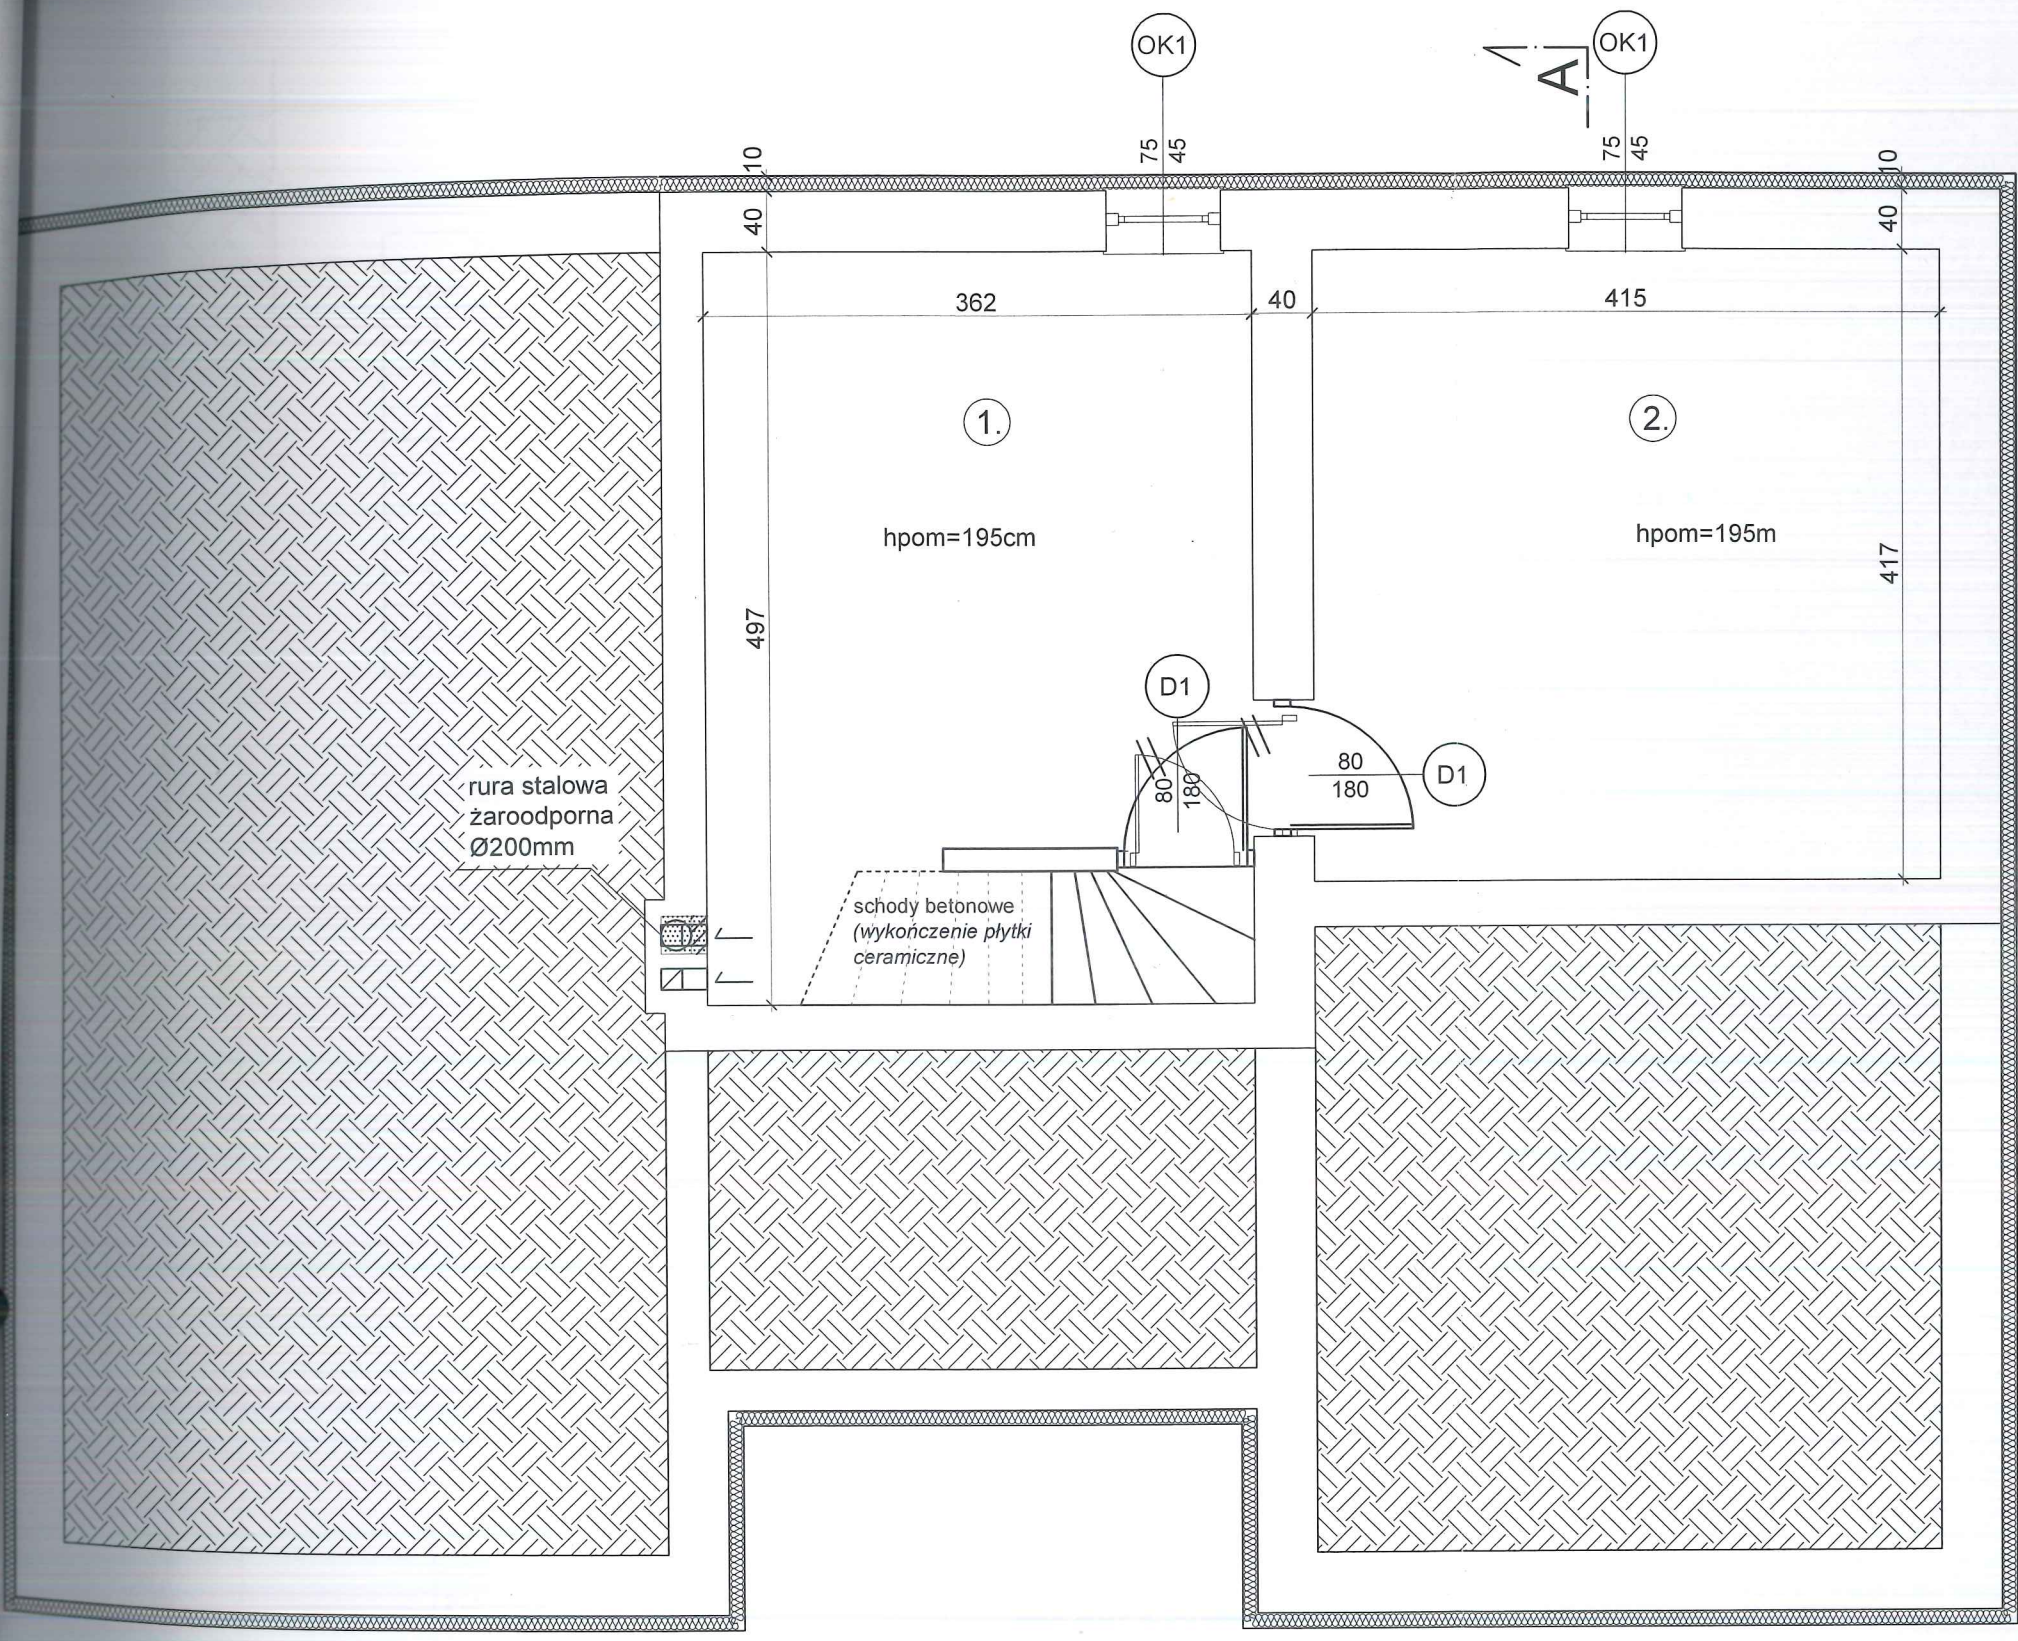 OK1
A
OK1
75
45
75
45
10
40
10
40
362
40
415
1.
2.
hpom=195cm
hpom=195m
497
417
D1
80
180
80
180
D1
rura stalowa
żaroodporna
Ø200mm
schody betonowe
(wykończenie płytki
ceramiczne)